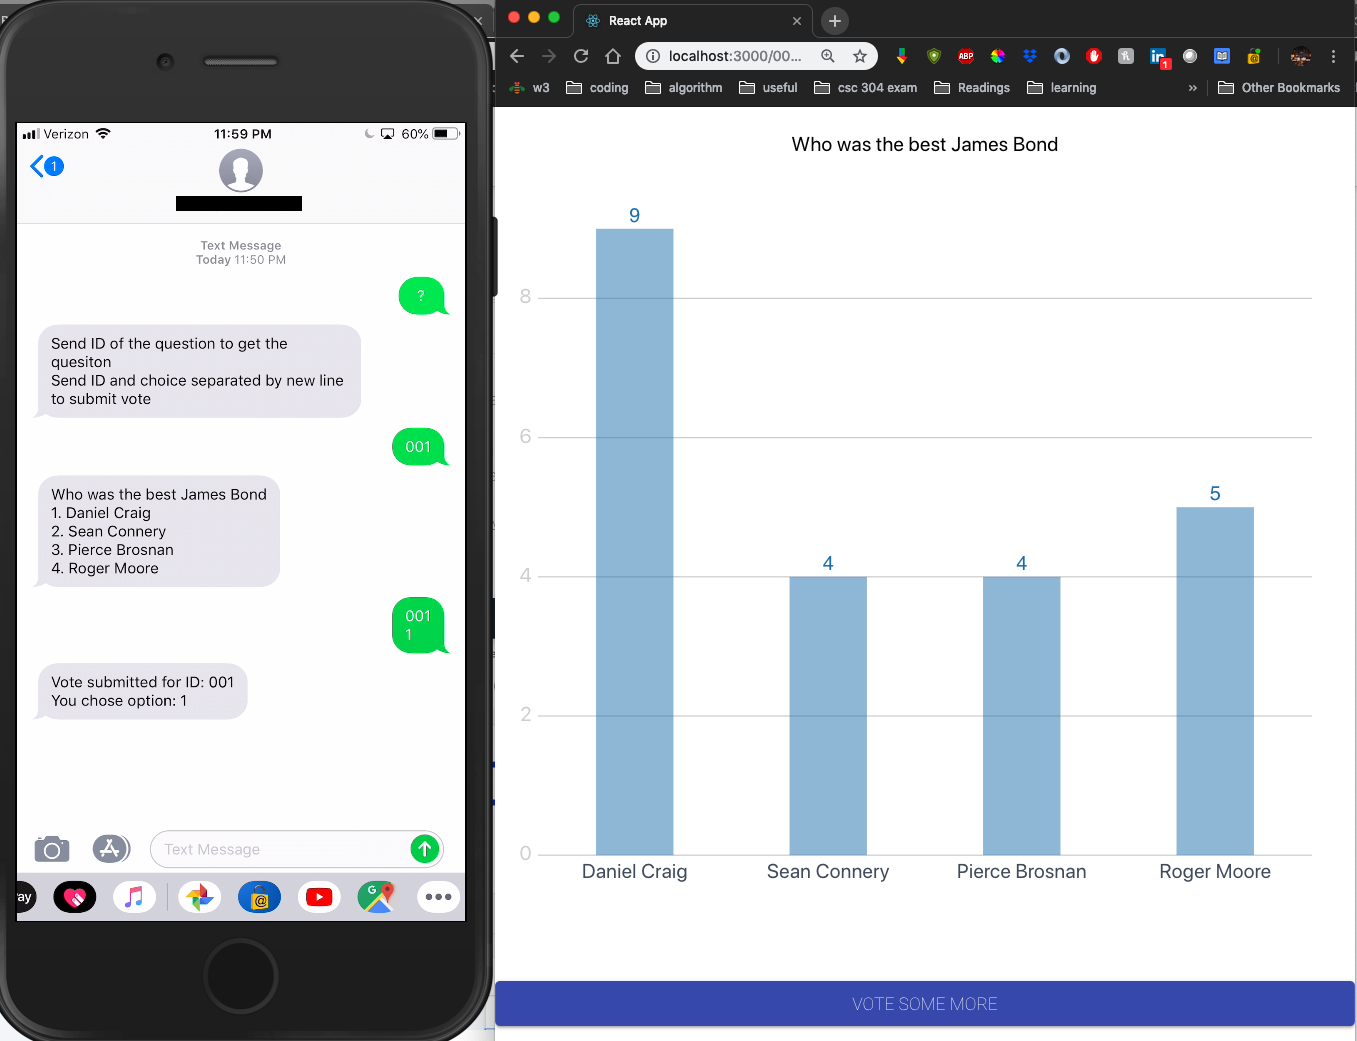 Verizon
11:59 PM
60%
1
Text Message
Today 11:50 PM
?
Send ID of the question to get the
quesiton
Send ID and choice separated by new line
to submit vote
001
Who was the best James Bond
1. Daniel Craig
2. Sean Connery
3. Pierce Brosnan
4. Roger Moore
001
1
Vote submitted for ID: 001
You chose option: 1
Text Message
ay
G
React App
localhost:3000/00...
ABP
in
1
w3
coding
algorithm
useful
csc 304 exam
Readings
learning
»
Other Bookmarks
Who was the best James Bond
9
8
6
5
4
4
4
2
0
Daniel Craig
Sean Connery
Pierce Brosnan
Roger Moore
VOTE SOME MORE